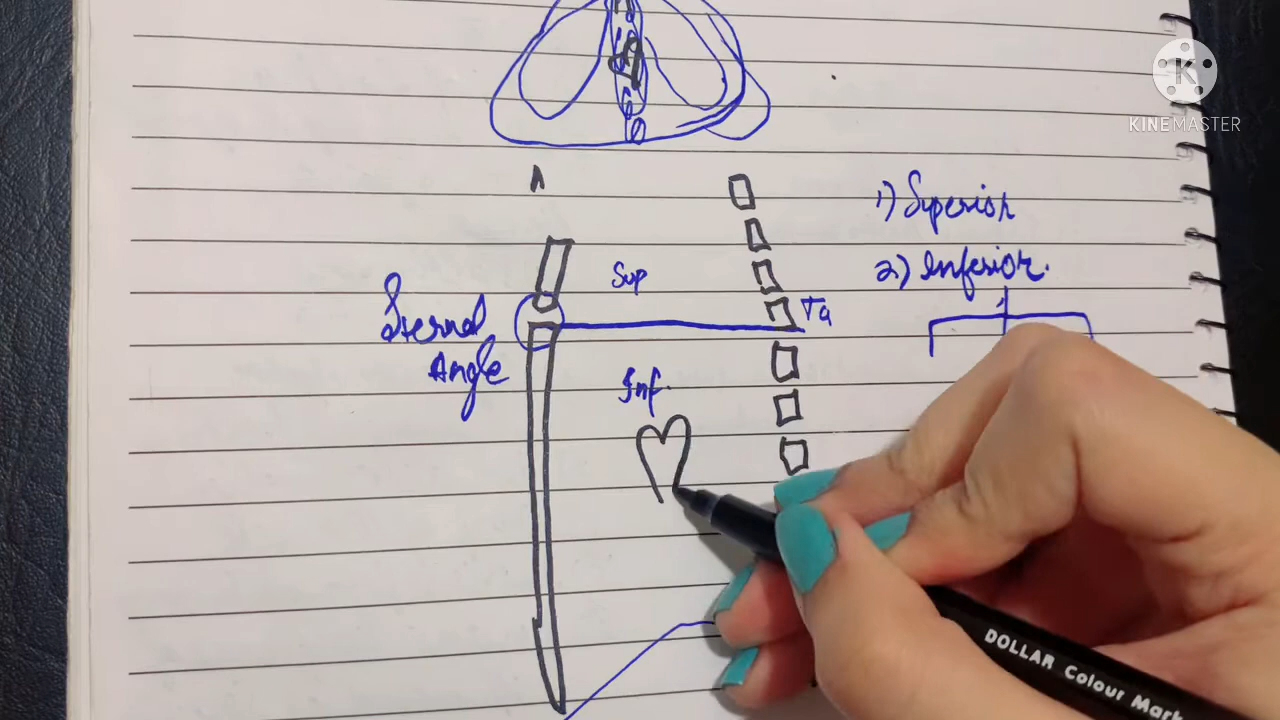 KINEMASTER
1) Superior
2) Inferior.
Sup
Sternal
Angle
T4
Inf.
DOLLAR Colour Mark